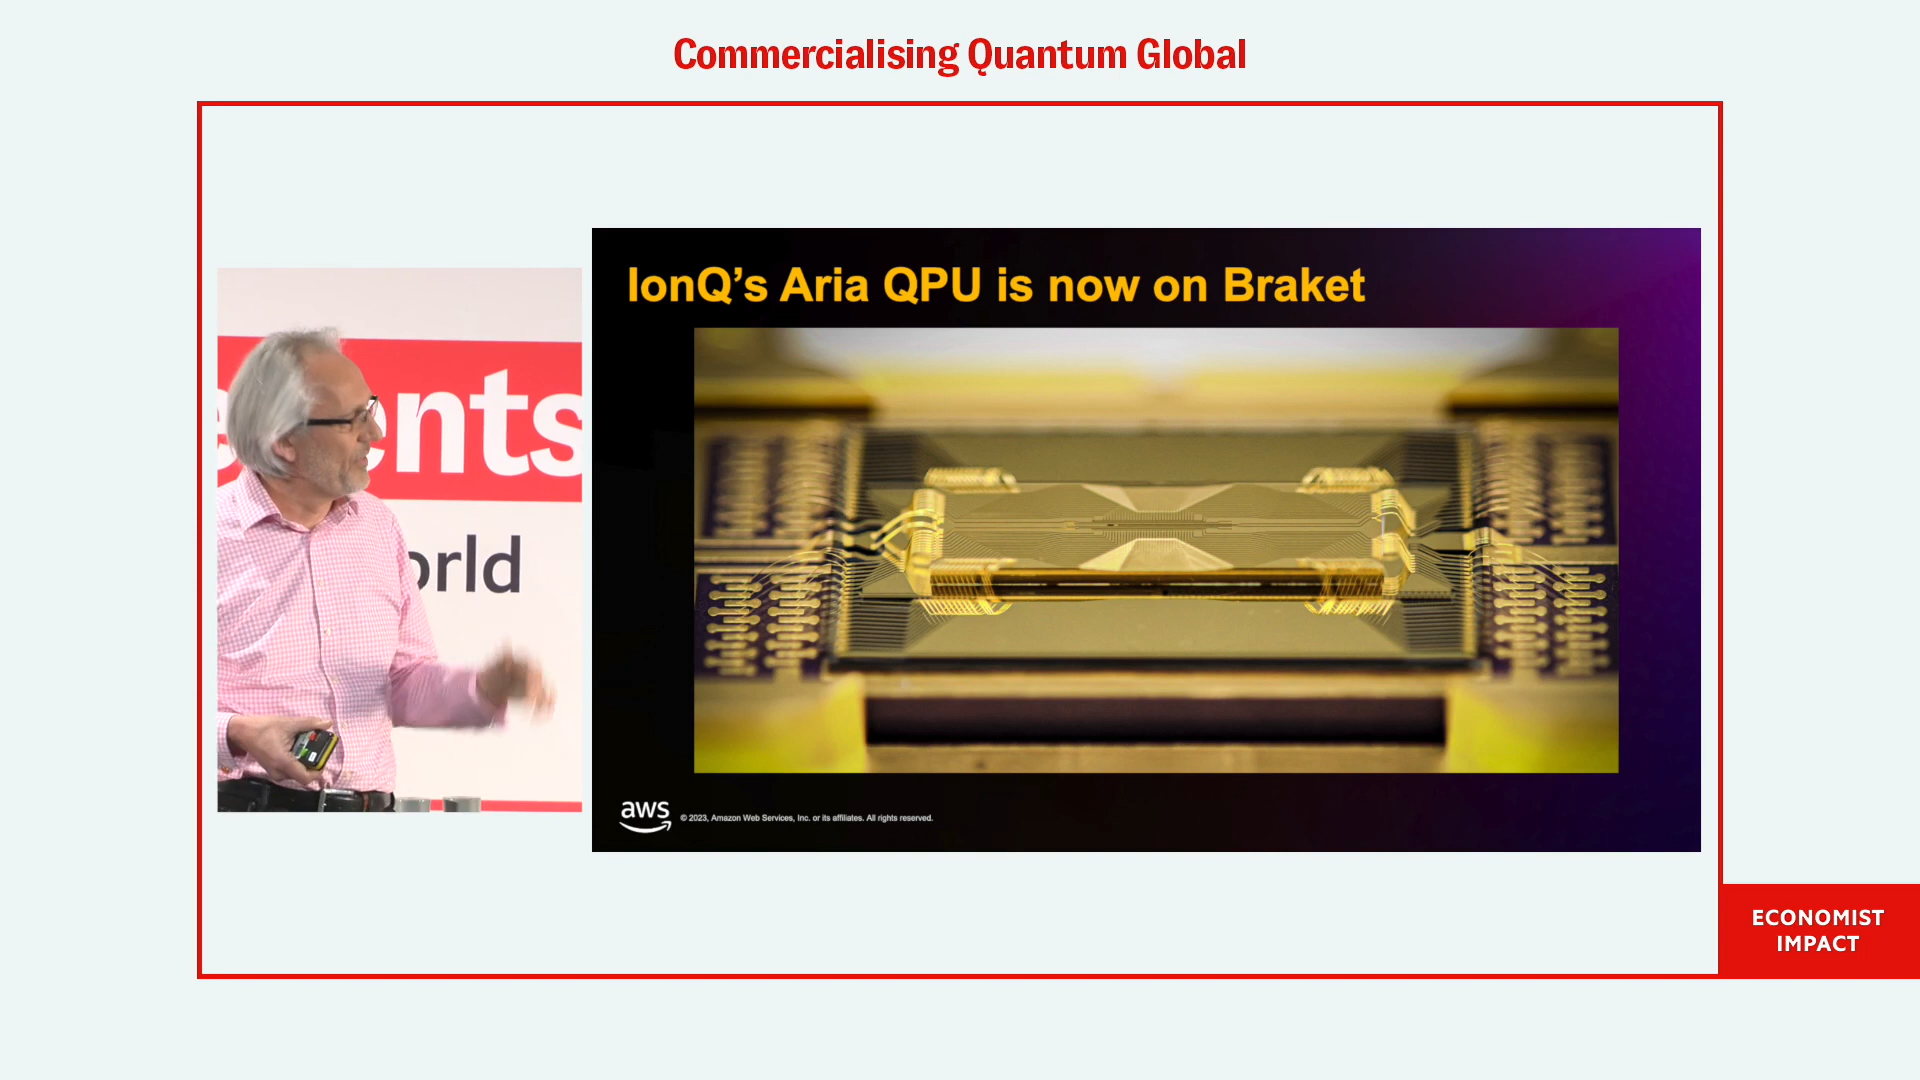 Commercialising Quantum Global
ents
orld
IonQ's Aria QPU is now on Braket
aws
© 2023, Amazon Web Services, Inc. or its affiliates. All rights reserved.
ECONOMIST
IMPACT